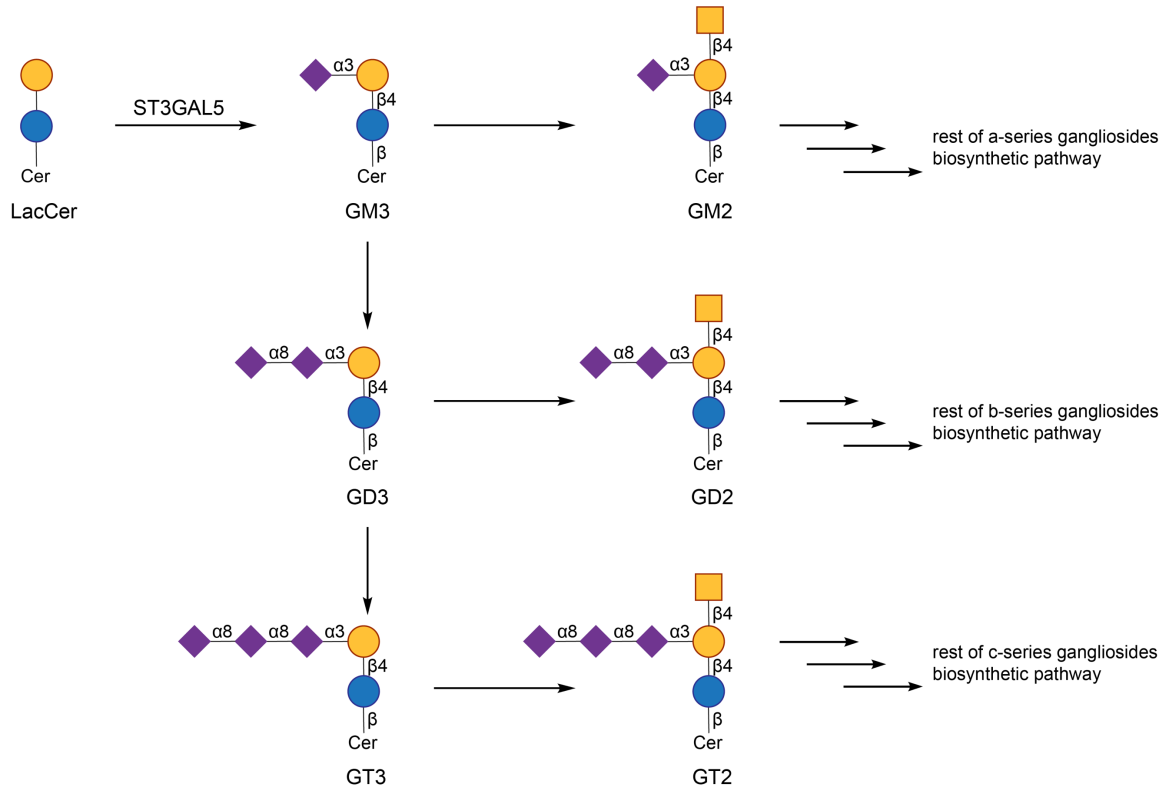 β4
α3
α3
ST3GAL5
β4
β4
β
β
rest of a-series gangliosides
biosynthetic pathway
Cer
Cer
Cer
LacCer
GM3
GM2
β4
α8 α3
α8 α3
β4
β4
β
β
rest of b-series gangliosides
biosynthetic pathway
Cer
Cer
GD3
GD2
β4
α8 α8 α3
α8 α8 α3
β4
β4
β
β
rest of c-series gangliosides
biosynthetic pathway
Cer
Cer
GT3
GT2